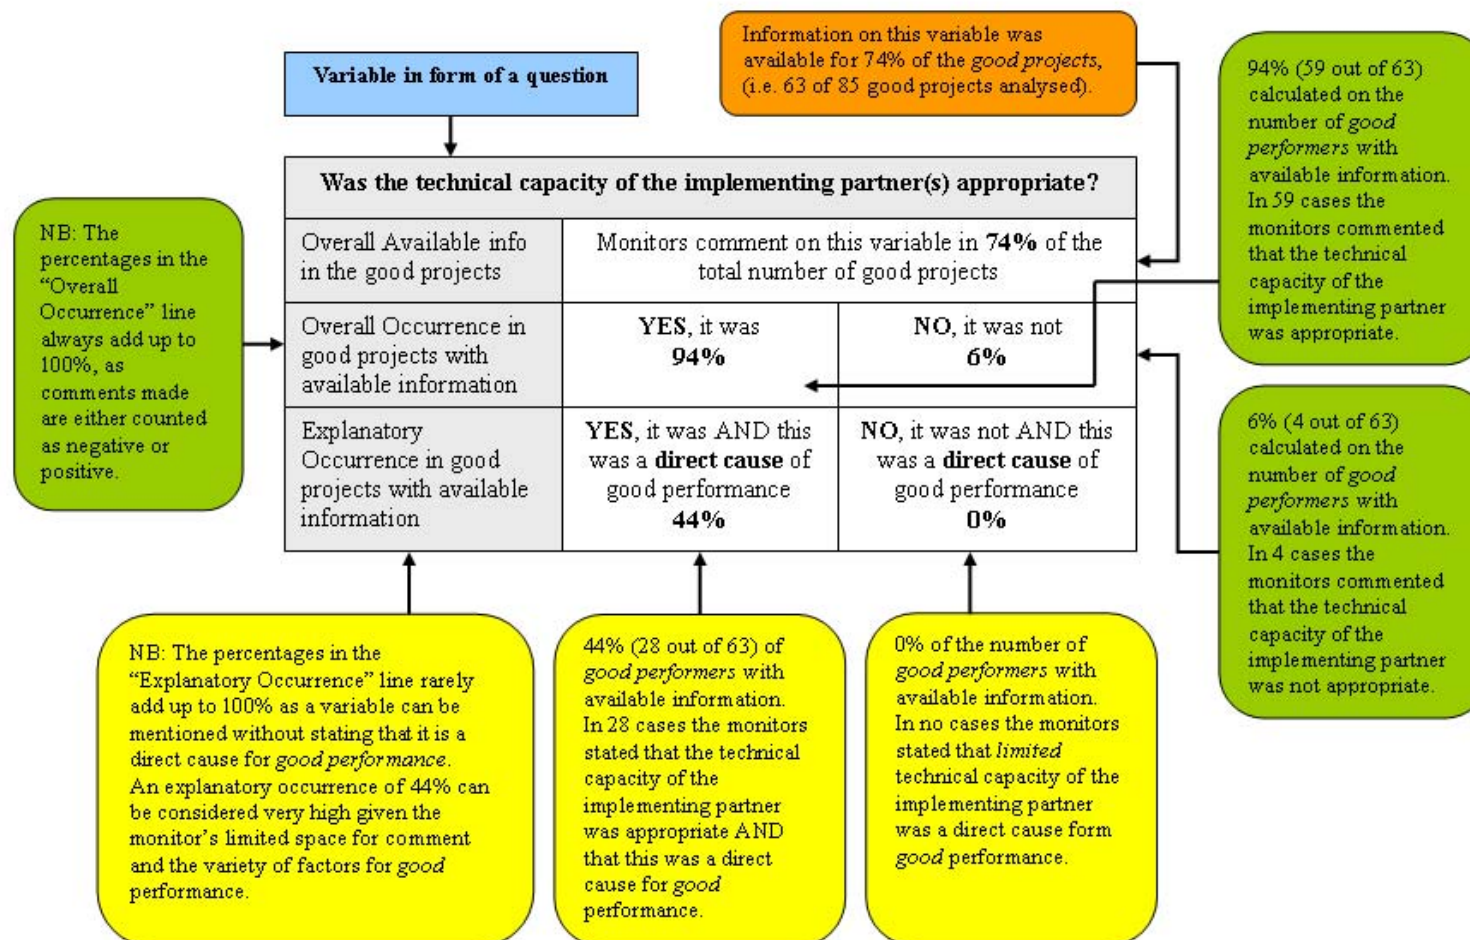 Variable in form of a question
Information on this variable was
available for 74% of the good projects,
(i.e. 63 of 85 good projects analysed).
94% (59 out of 63)
calculated on the
number of good
performers with
available information.
In 59 cases the
monitors commented
that the technical
capacity of the
implementing partner
was appropriate.
NB: The
percentages in the
“Overall
Occurrence” line
always add up to
100%, as
comments made
are either counted
as negative or
positive.
Was the technical capacity of the implementing partner(s) appropriate?
Overall Available info
in the good projects
Monitors comment on this variable in 74% of the
total number of good projects
Overall Occurrence in
good projects with
available information
YES, it was
94%
NO, it was not
6%
Explanatory
Occurrence in good
projects with available
information
YES, it was AND this
was a direct cause of
good performance
44%
NO, it was not AND this
was a direct cause of
good performance
0%
6% (4 out of 63)
calculated on the
number of good
performers with
available information.
In 4 cases the
monitors commented
that the technical
capacity of the
implementing partner
was not appropriate.
NB: The percentages in the
“Explanatory Occurrence” line rarely
add up to 100% as a variable can be
mentioned without stating that it is a
direct cause for good performance.
An explanatory occurrence of 44% can
be considered very high given the
monitor’s limited space for comment
and the variety of factors for good
performance.
44% (28 out of 63) of
good performers with
available information.
In 28 cases the monitors
stated that the technical
capacity of the
implementing partner
was appropriate AND
that this was a direct
cause for good
performance.
0% of the number of
good performers with
available information.
In no cases the monitors
stated that limited
technical capacity of the
implementing partner
was a direct cause form
good performance.